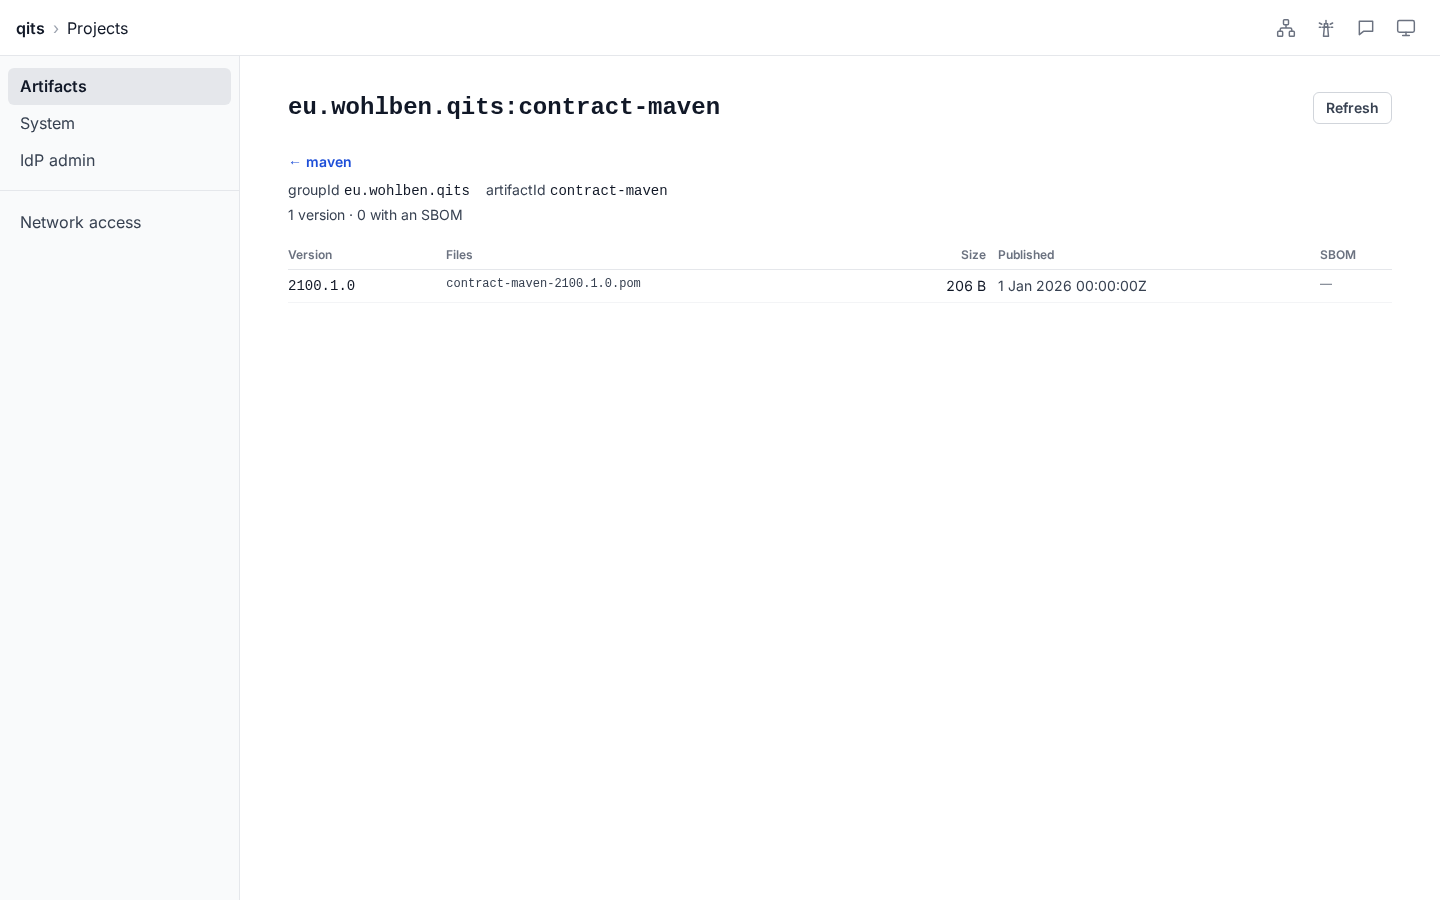 qits › Projects
Artifacts
System
IdP admin
Network access
eu.wohlben.qits:contract-maven
Refresh
← maven
groupId eu.wohlben.qits artifactId contract-maven
1 version · 0 with an SBOM
Version Files Size Published SBOM
2100.1.0 contract-maven-2100.1.0.pom 206 B 1 Jan 2026 00:00:00Z —